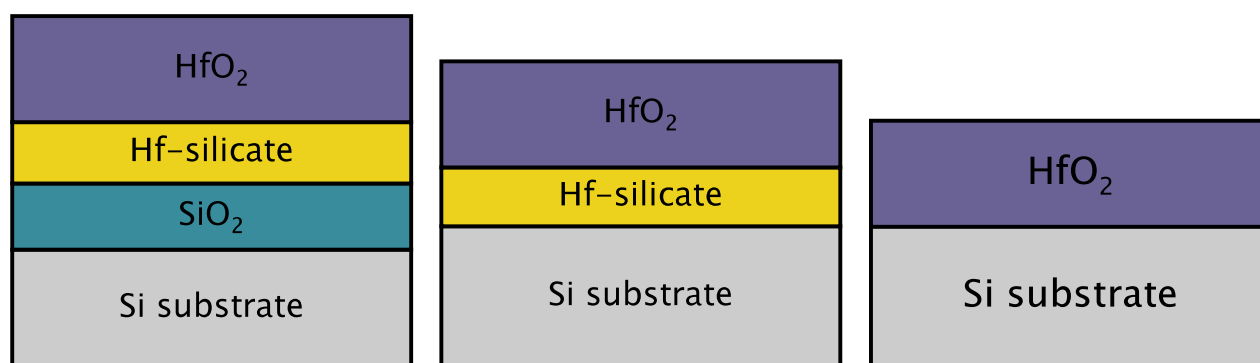 HfO₂
Hf-silicate
SiO₂
Si substrate
HfO₂
Hf-silicate
Si substrate
HfO₂
Si substrate